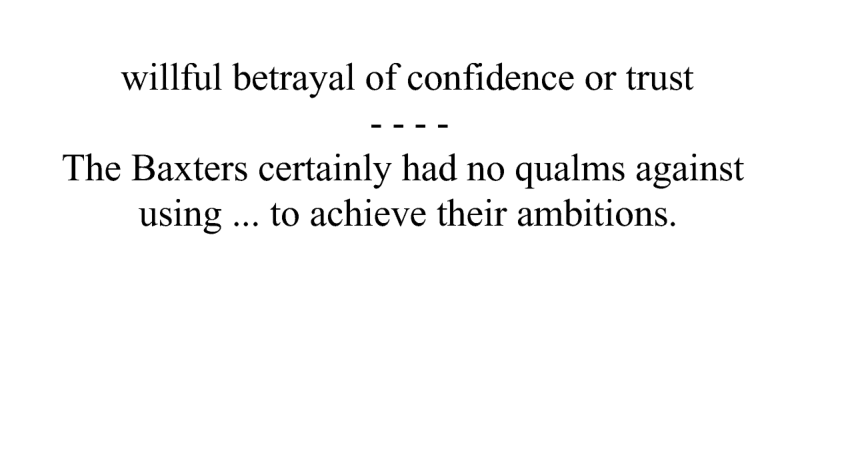 willful betrayal of confidence or trust
- - - -
The Baxters certainly had no qualms against
using ... to achieve their ambitions.